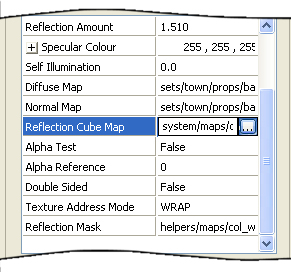 Reflection Amount 1.510
Specular Colour 255 , 255 , 255
Self Illumination 0.0
Diffuse Map sets/town/props/ba
Normal Map sets/town/props/ba
Reflection Cube Map system/maps/c ...
Alpha Test False
Alpha Reference 0
Double Sided False
Texture Address Mode WRAP
Reflection Mask helpers/maps/col_w